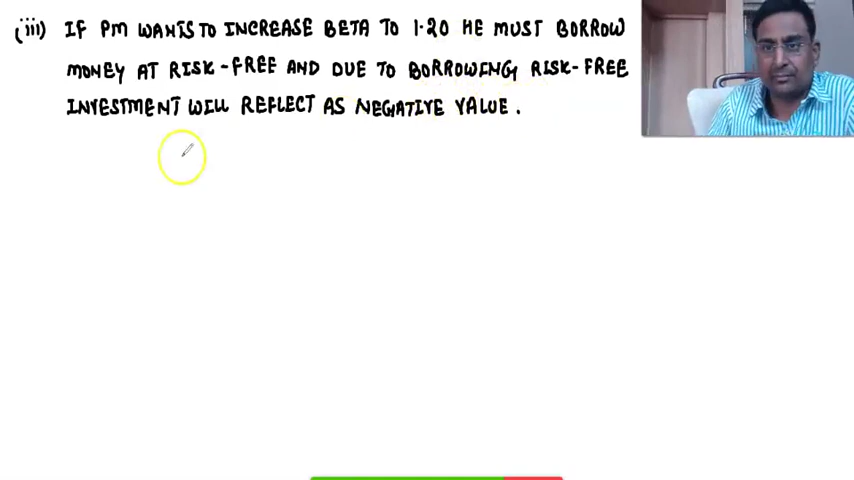 (iii) IF PM WANTS TO INCREASE BETA TO 1.20 HE MUST BORROW
MONEY AT RISK-FREE AND DUE TO BORROWING, RISK-FREE
INVESTMENT WILL REFLECT AS NEGATIVE VALUE.